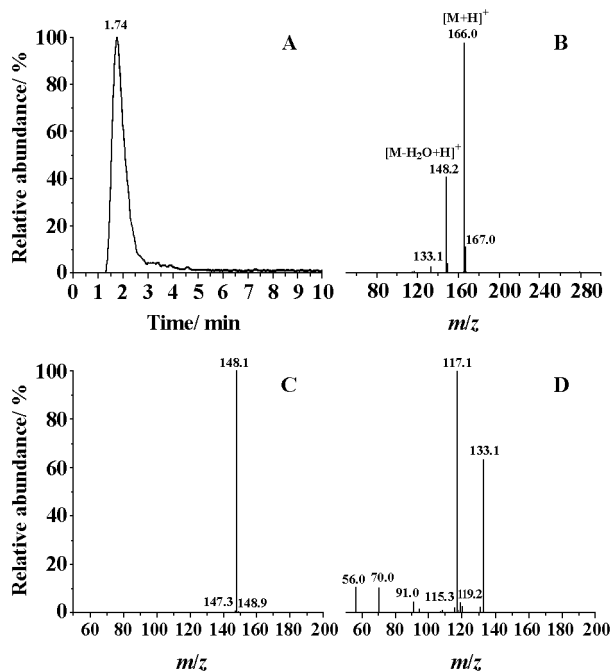 1.74
A
Relative abundance/ %
100
80
60
40
20
0
0 1 2 3 4 5 6 7 8 9 10
Time/ min
[M+H]⁺
166.0
B
[M-H₂O+H]⁺
148.2
133.1
167.0
80 120 160 200 240 280
m/z
148.1
C
Relative abundance/ %
100
80
60
40
20
0
147.3 148.9
60 80 100 120 140 160 180 200
m/z
117.1
D
133.1
56.0 70.0 91.0 115.3 119.2
60 80 100 120 140 160 180 200
m/z